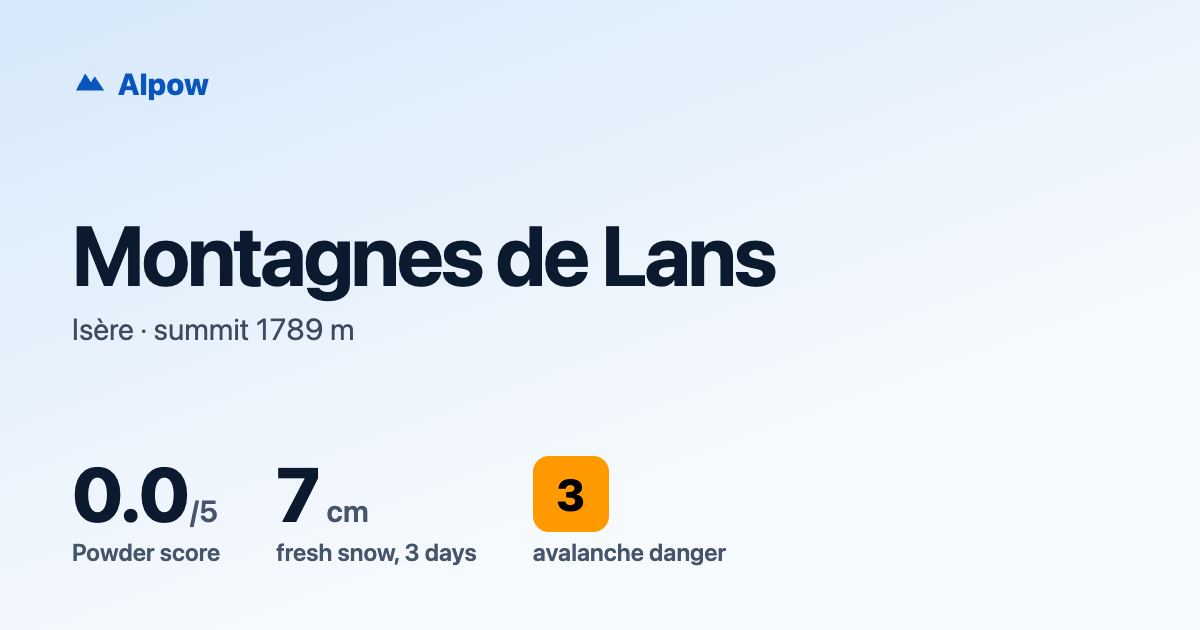 Alpow
Montagnes de Lans
Isère · summit 1789 m
0.0/5
Powder score
7 cm
fresh snow, 3 days
3
avalanche danger